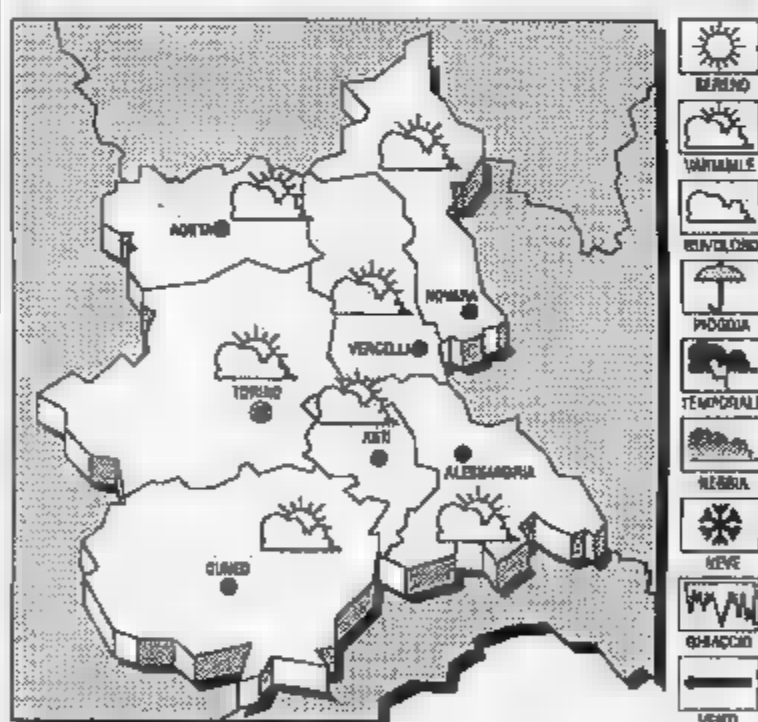 SERENO
VARIABILE
NUVOLOSO
PIOGGIA
TEMPORALE
NEBBIA
NEVE
GHIACCIO
VENTO
AOSTA
NOVARA
VERCELLI
TORINO
ASTI
ALESSANDRIA
CUNEO